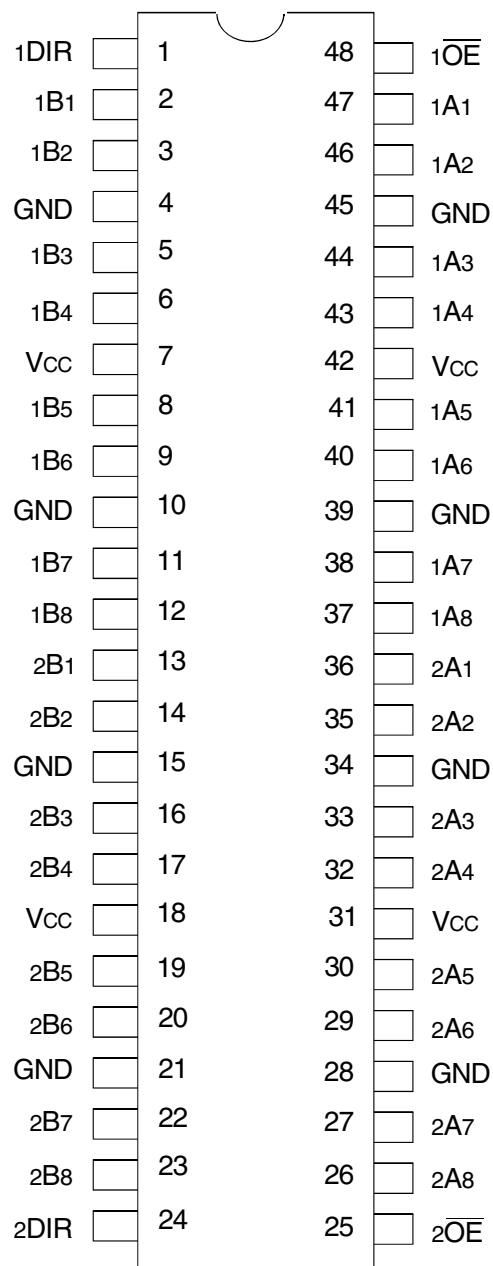 1DIR 1 48 1O̅E̅
1B1 2 47 1A1
1B2 3 46 1A2
GND 4 45 GND
1B3 5 44 1A3
1B4 6 43 1A4
VCC 7 42 VCC
1B5 8 41 1A5
1B6 9 40 1A6
GND 10 39 GND
1B7 11 38 1A7
1B8 12 37 1A8
2B1 13 36 2A1
2B2 14 35 2A2
GND 15 34 GND
2B3 16 33 2A3
2B4 17 32 2A4
VCC 18 31 VCC
2B5 19 30 2A5
2B6 20 29 2A6
GND 21 28 GND
2B7 22 27 2A7
2B8 23 26 2A8
2DIR 24 25 2O̅E̅